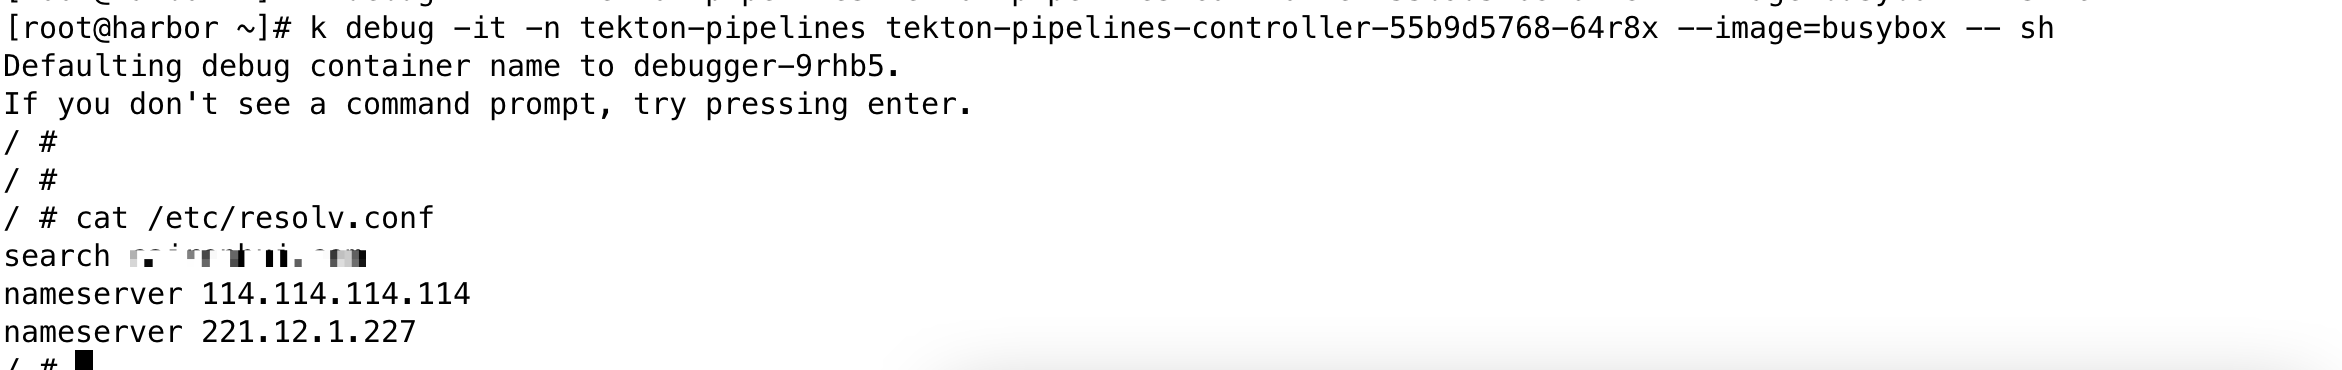 [root@harbor ~]# k debug -it -n tekton-pipelines tekton-pipelines-controller-55b9d5768-64r8x --image=busybox -- sh
Defaulting debug container name to debugger-9rhb5.
If you don't see a command prompt, try pressing enter.
/ #
/ #
/ # cat /etc/resolv.conf
search
nameserver 114.114.114.114
nameserver 221.12.1.227
/ #